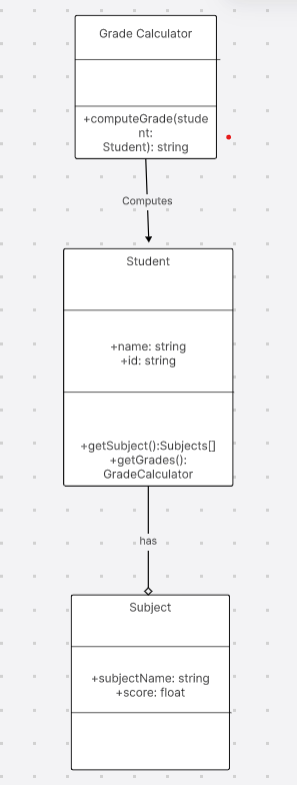 Grade Calculator
+computeGrade(stude
nt:
Student): string
Computes
Student
+name: string
+id: string
+getSubject():Subjects[]
+getGrades():
GradeCalculator
has
Subject
+subjectName: string
+score: float